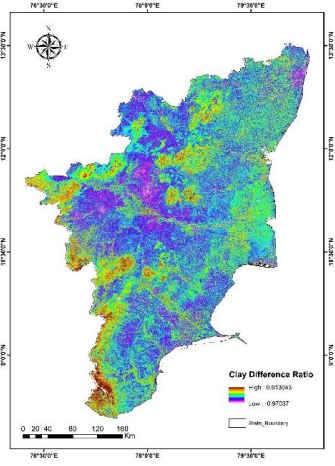 76°30'0"E 78°0'0"E 79°30'0"E
N
W E
S
13°30'0"N
13°30'0"N
12°0'0"N
12°0'0"N
10°30'0"N
10°30'0"N
9°0'0"N
9°0'0"N
Clay Difference Ratio
High : 0.913043
Low : -0.97037
State_Boundary
0 20 40 80 120 160
Km
76°30'0"E 78°0'0"E 79°30'0"E